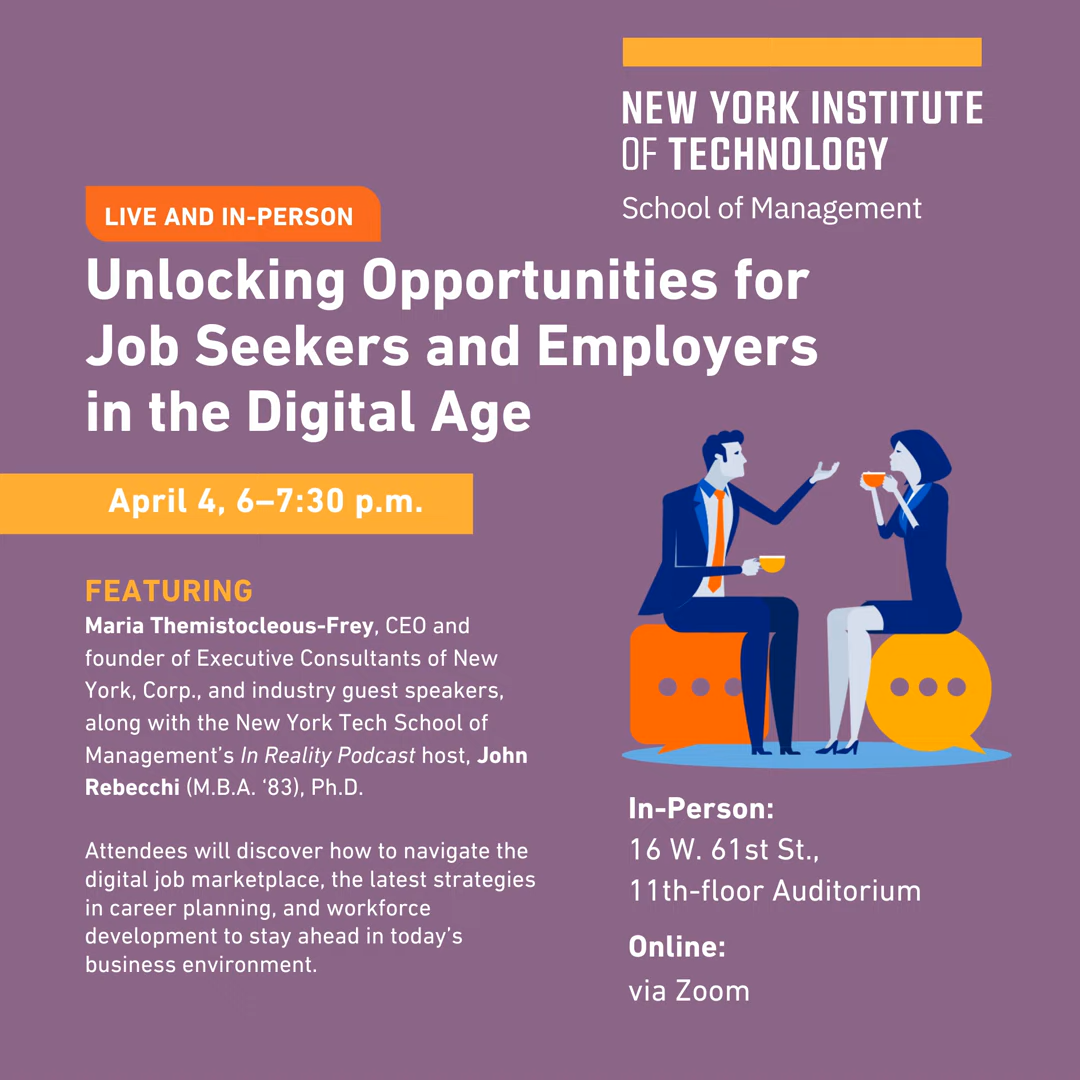 NEW YORK INSTITUTE
OF TECHNOLOGY
School of Management
LIVE AND IN-PERSON
Unlocking Opportunities for
Job Seekers and Employers
in the Digital Age
April 4, 6–7:30 p.m.
FEATURING
Maria Themistocleous-Frey, CEO and
founder of Executive Consultants of New
York, Corp., and industry guest speakers,
along with the New York Tech School of
Management's In Reality Podcast host, John
Rebecchi (M.B.A. ‘83), Ph.D.
Attendees will discover how to navigate the
digital job marketplace, the latest strategies
in career planning, and workforce
development to stay ahead in today's
business environment.
In-Person:
16 W. 61st St.,
11th-floor Auditorium
Online:
via Zoom